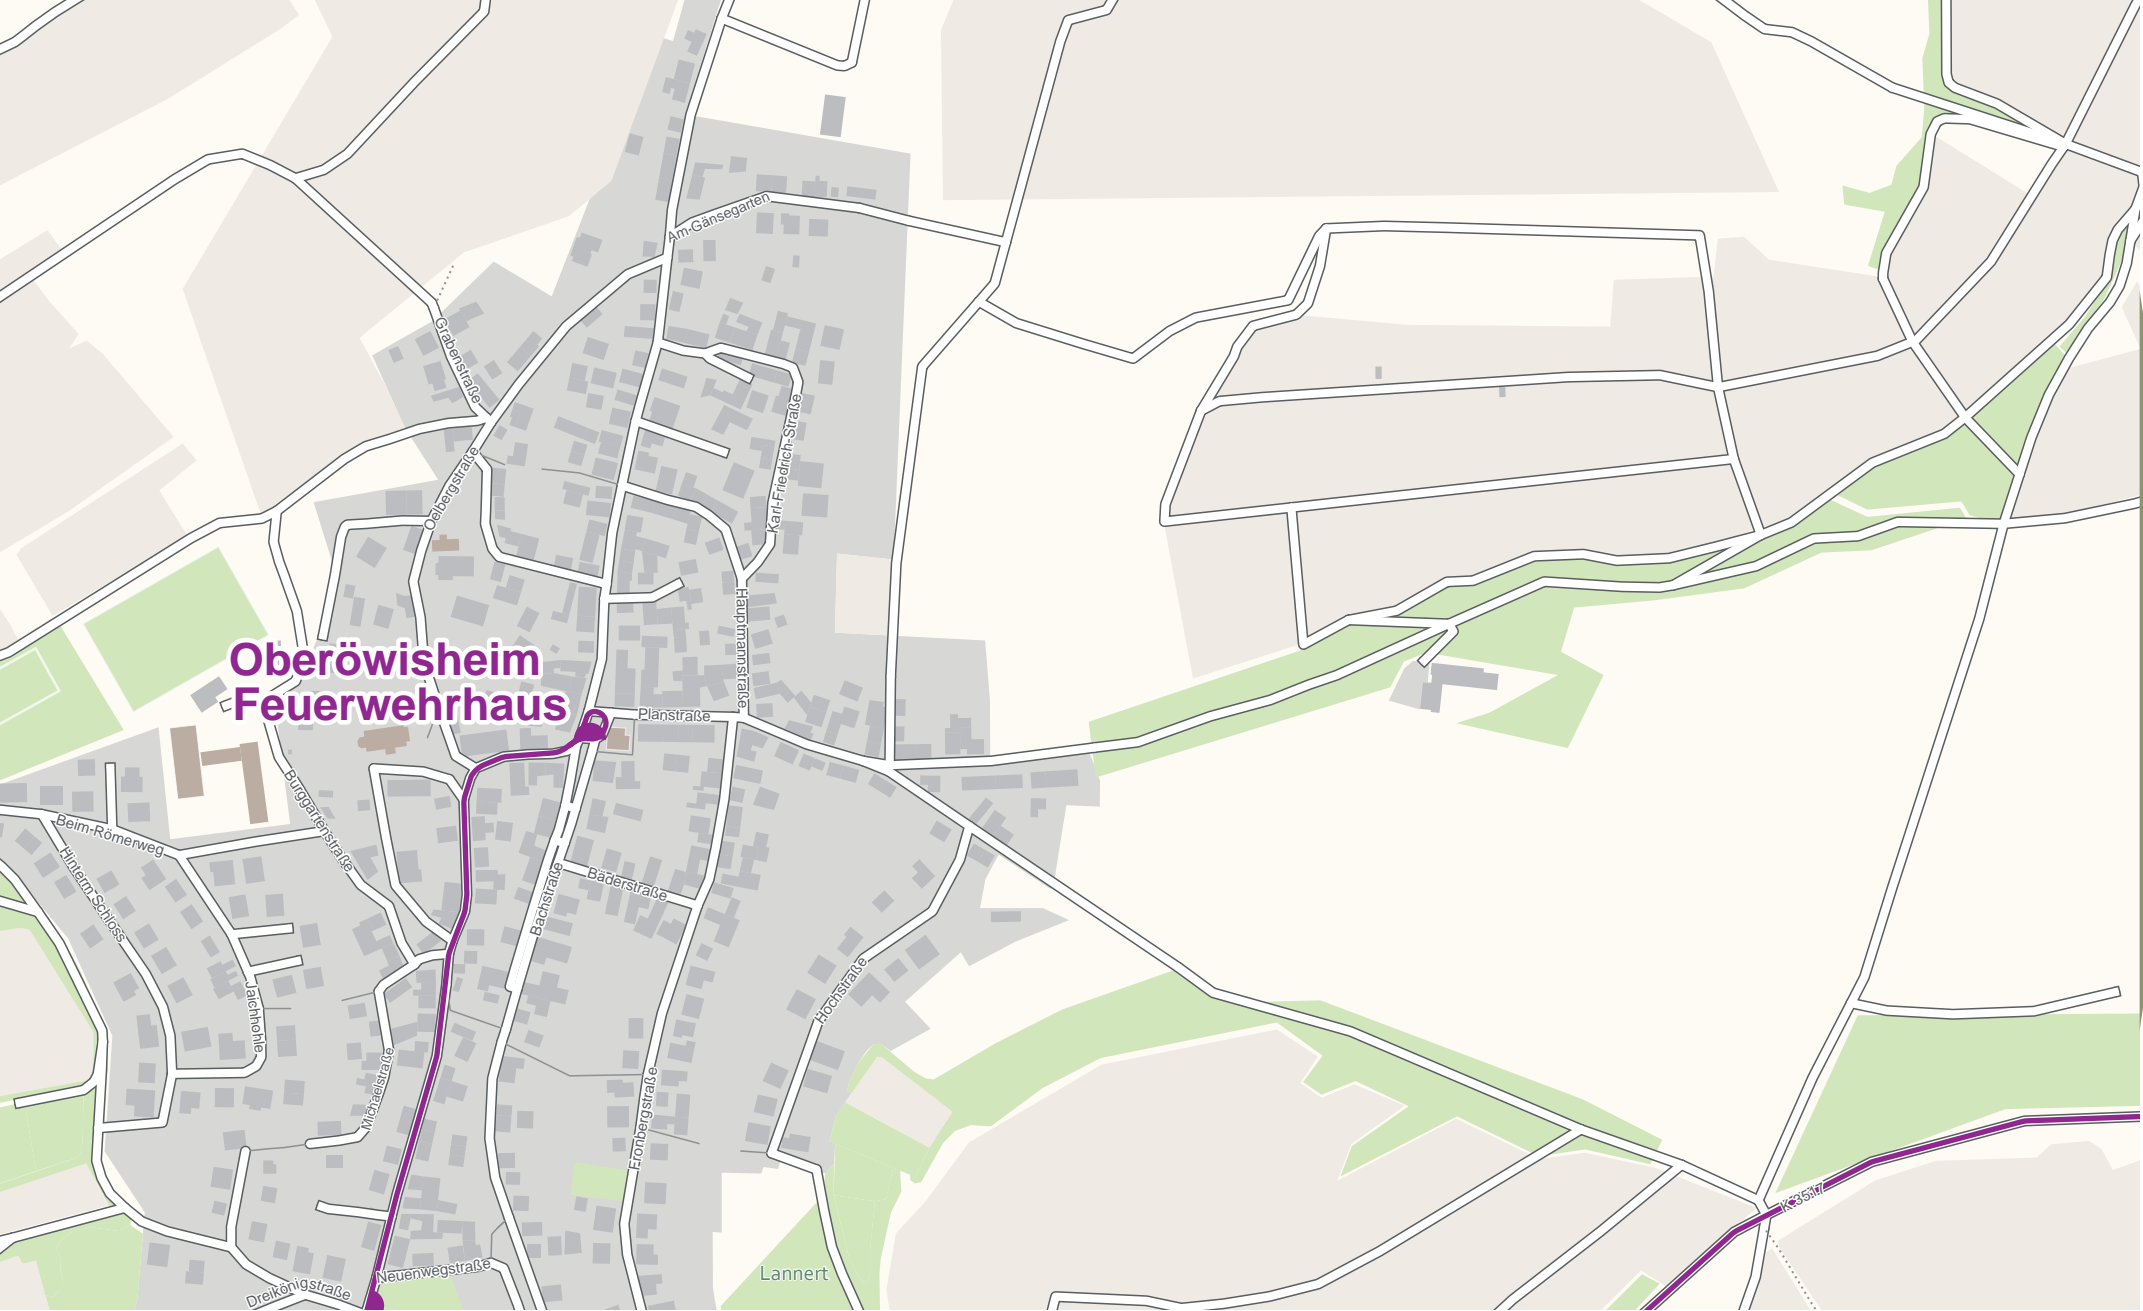 Am-Gänsegarten
Grabenstraße
Karl-Friedrich-Straße
Oelbergstraße
Hauptmannstraße
Oberöwisheim
Feuerwehrhaus
Planstraße
Burggartenstraße
Beim-Römerweg
Hinterm Schloss
Bäderstraße
Bachstraße
Hochstraße
Jaichhohle
Michaelstraße
Fronbergstraße
K 3517
Neuenwegstraße
Lannert
Dreikönigstraße